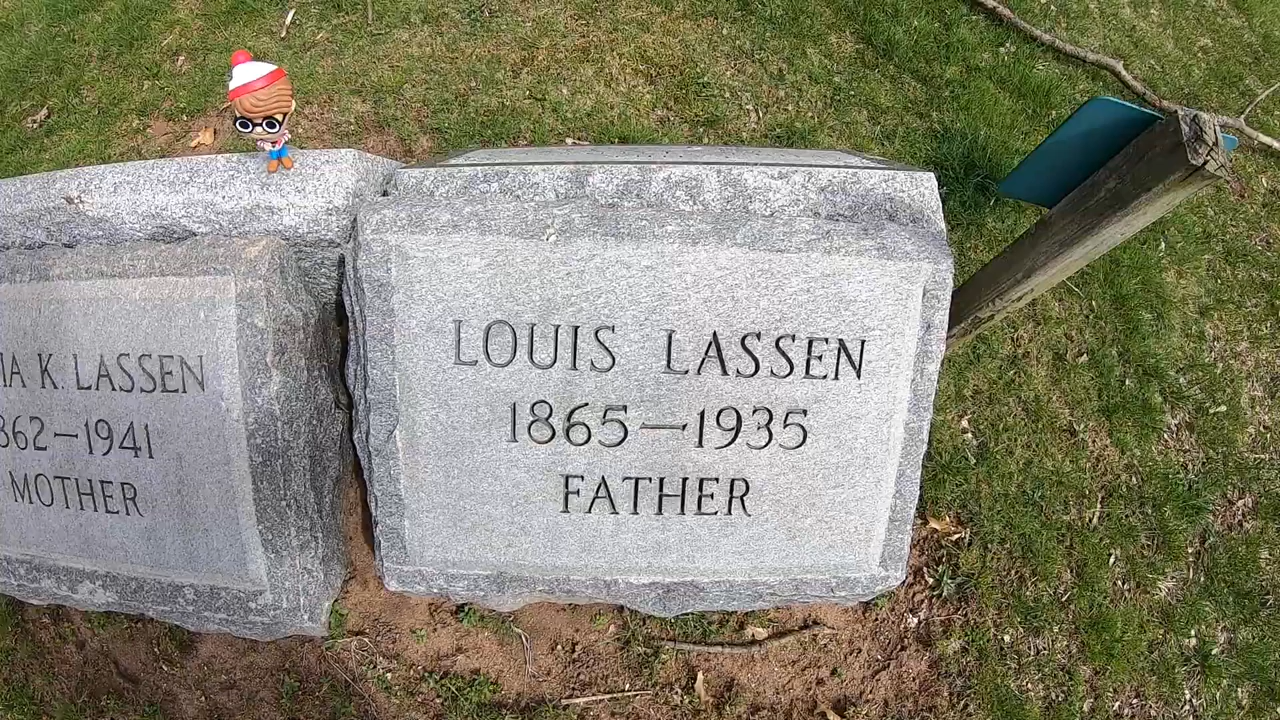 K. LASSEN
–1941
MOTHER
LOUIS LASSEN
1865–1935
FATHER